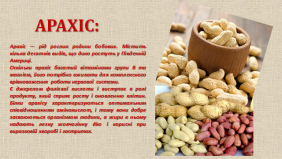 АРАХІС:
Арахіс — рід рослин родини Бобових. Містить
кілька десятків видів, що дико ростуть у Південній
Америці.
Оскільки арахіс багатий вітамінами групи В та
магнієм, його потрібно вживати для комплексного
врівноваження роботи нервової системи.
Є джерелом фолієвої кислоти і виступає в ролі
продукту, який сприяє росту і оновленню клітин.
Білки арахісу характеризуються оптимальним
співвідношенням амінокислот, і тому вони добре
засвоюються організмом людини, а жири в ньому
надають легку жовчогінну дію і корисні при
виразковій хворобі і гастритах.